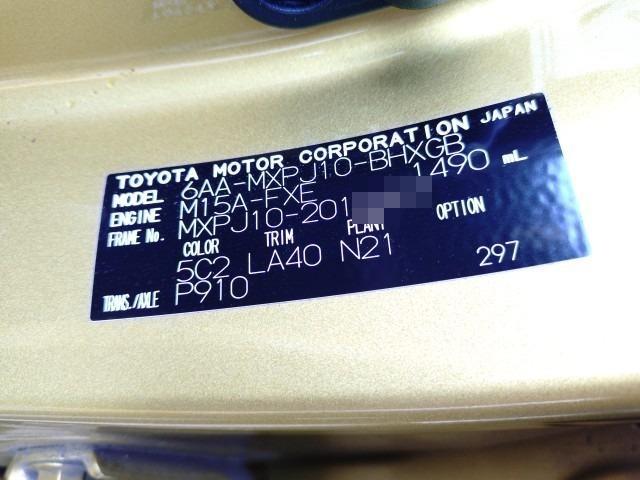 TOYOTA MOTOR CORPORATION JAPAN
MODEL 6AA-MXPJ10-BHXGB
ENGINE M15A-FXE 1490 mL
FRAME No. MXPJ10-201
COLOR TRIM PLANT OPTION
5C2 LA40 N21 297
TRANS./AXLE P910